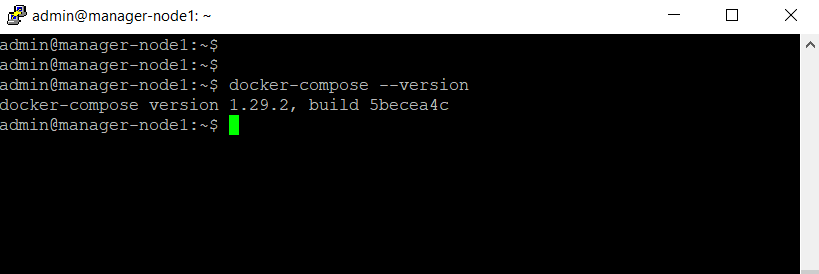 admin@manager-node1: ~
admin@manager-node1:~$
admin@manager-node1:~$
admin@manager-node1:~$ docker-compose --version
docker-compose version 1.29.2, build 5becea4c
admin@manager-node1:~$